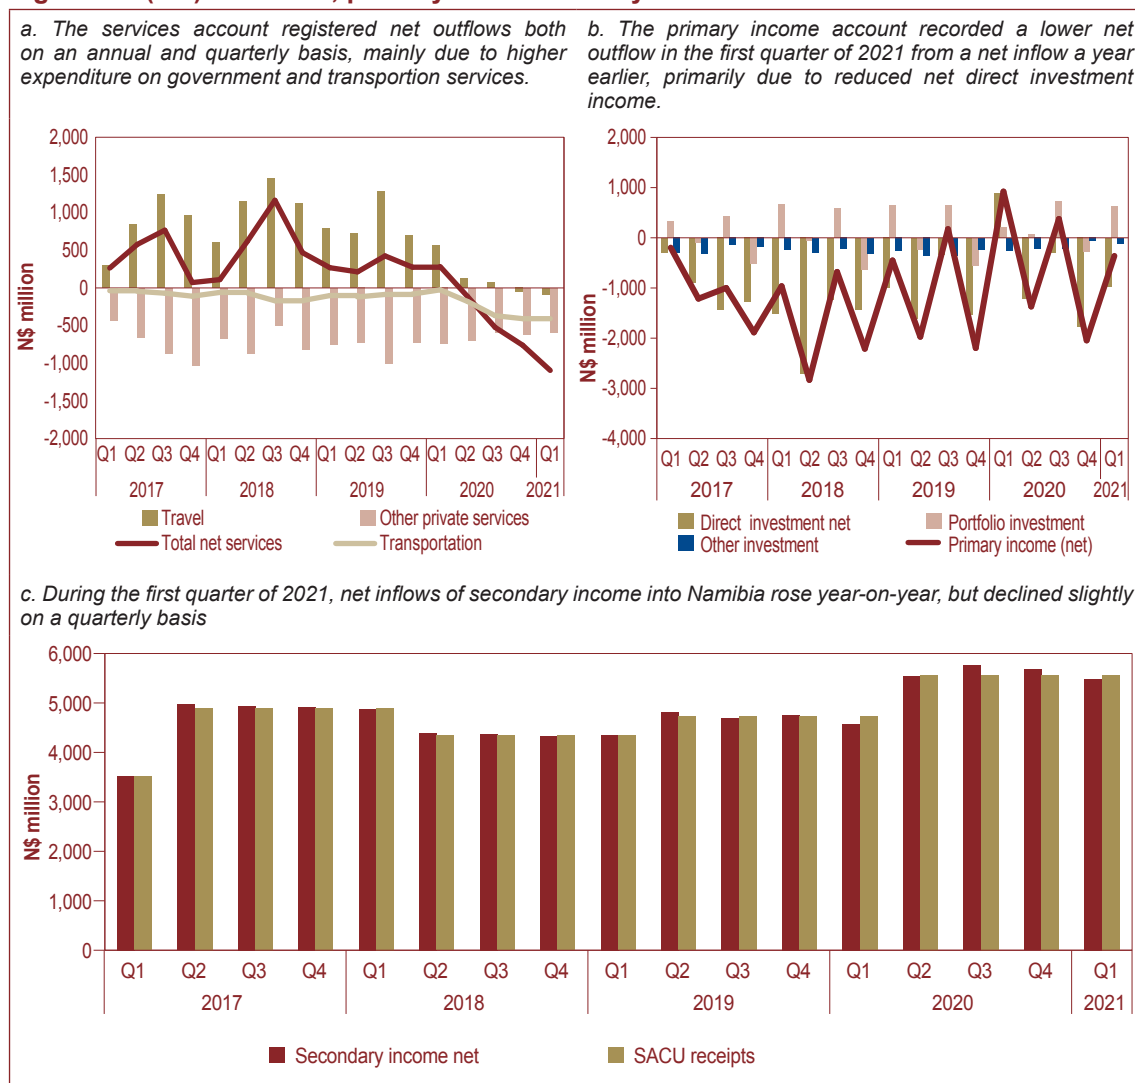 a. The services account registered net outflows both
on an annual and quarterly basis, mainly due to higher
expenditure on government and transportion services.
b. The primary income account recorded a lower net
outflow in the first quarter of 2021 from a net inflow a year
earlier, primarily due to reduced net direct investment
income.
2,000
1,500
1,000
500
0
-500
-1,000
-1,500
-2,000
N$ million
Q1 Q2 Q3 Q4 Q1 Q2 Q3 Q4 Q1 Q2 Q3 Q4 Q1 Q2 Q3 Q4 Q1
2017 2018 2019 2020 2021
Travel
Other private services
Total net services
Transportation
2,000
1,000
0
-1,000
-2,000
-3,000
-4,000
N$ million
Q1 Q2 Q3 Q4 Q1 Q2 Q3 Q4 Q1 Q2 Q3 Q4 Q1 Q2 Q3 Q4 Q1
2017 2018 2019 2020 2021
Direct investment net
Portfolio investment
Other investment
Primary income (net)
c. During the first quarter of 2021, net inflows of secondary income into Namibia rose year-on-year, but declined slightly
on a quarterly basis
6,000
5,000
4,000
3,000
2,000
1,000
0
N$ million
Q1 Q2 Q3 Q4 Q1 Q2 Q3 Q4 Q1 Q2 Q3 Q4 Q1 Q2 Q3 Q4 Q1
2017 2018 2019 2020 2021
Secondary income net
SACU receipts